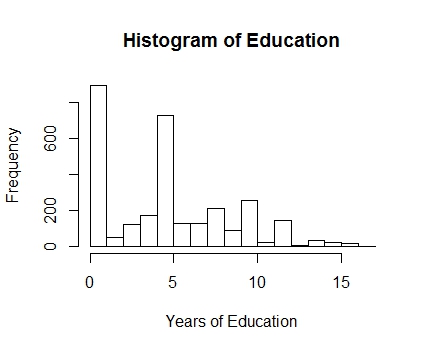 Histogram of Education
Frequency
600
200
0
0 5 10 15
Years of Education